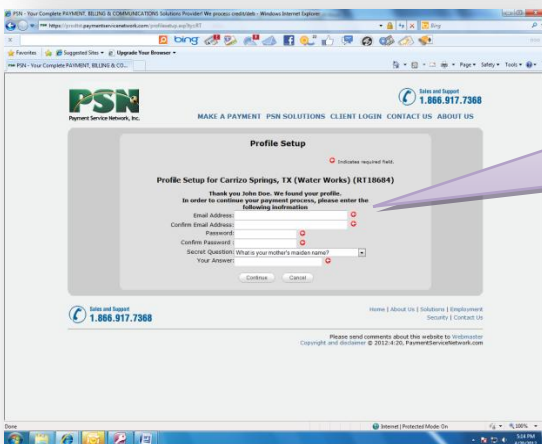 PSN - Your Complete PAYMENT, BILLING & COMMUNICATIONS Solutions Provider! We process credit/debit - Windows Internet Explorer
Bing
bing
Favorites Suggested Sites Upgrade Your Browser
PSN - Your Complete PAYMENT, BILLING & CO...
Page Safety Tools
PSN
Payment Service Network, Inc.
Sales and Support
1.866.917.7368
MAKE A PAYMENT PSN SOLUTIONS CLIENT LOGIN CONTACT US ABOUT US
Profile Setup
Indicates required field.
Profile Setup for Carrizo Springs, TX (Water Works) (RT18684)
Thank you John Doe. We found your profile.
In order to continue your payment process, please enter the
following
Email Address:
Confirm Email Address:
Password:
Confirm Password :
Secret Question: What is your mother's maiden name?
Your Answer:
Continue Cancel
Sales and Support
1.866.917.7368
Home | About Us | Solutions | Employment
Security | Contact Us
Please send comments about this website to Webmaster
Copyright and disclaimer © 2012:4:20, PaymentServiceNetwork.com
Done
Internet | Protected Mode: On
100%
5:14 PM